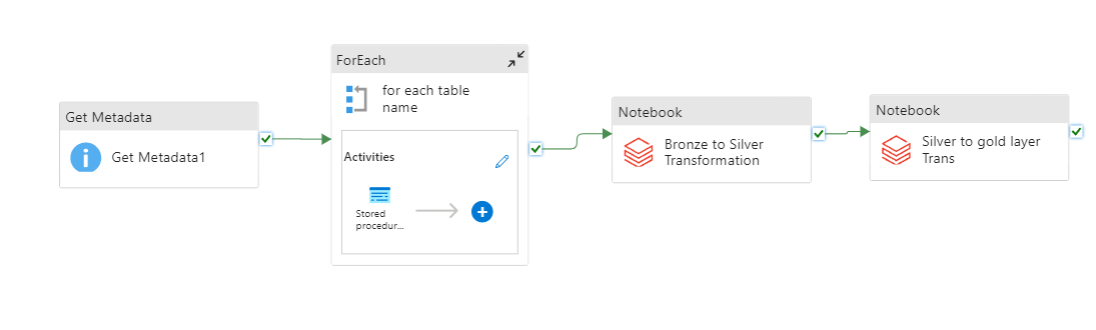 Get Metadata
Get Metadata1
ForEach
for each table
name
Activities
Stored
procedur...
Notebook
Bronze to Silver
Transformation
Notebook
Silver to gold layer
Trans